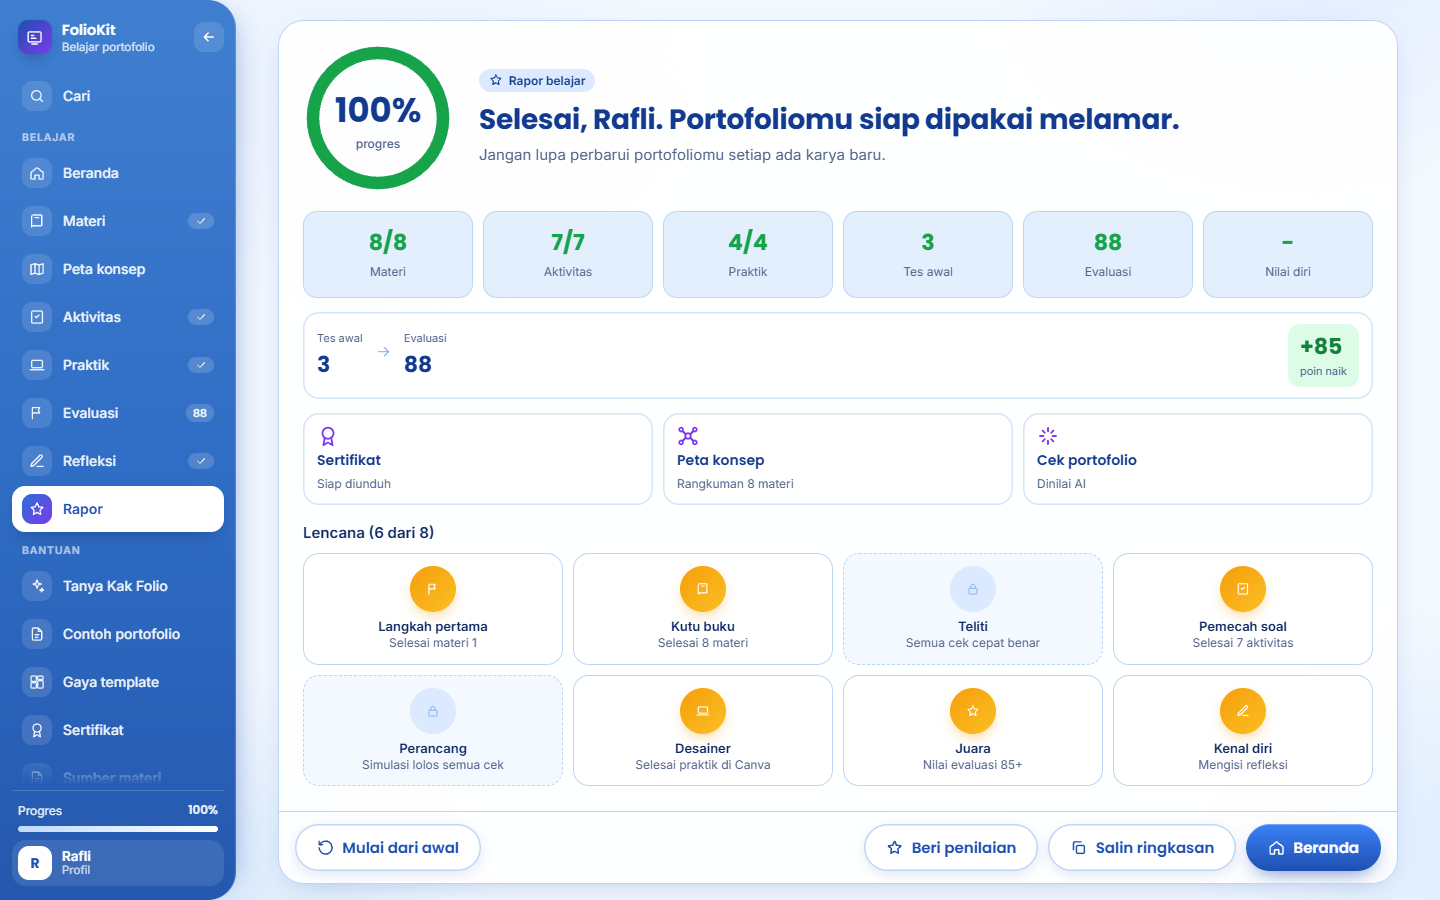 FolioKit
Belajar portofolio
Cari
BELAJAR
Beranda
Materi
Peta konsep
Aktivitas
Praktik
Evaluasi 88
Refleksi
Rapor
BANTUAN
Tanya Kak Folio
Contoh portofolio
Gaya template
Sertifikat
Sumber materi
Progres 100%
R
Rafli
Profil
100%
progres
Rapor belajar
Selesai, Rafli. Portofoliomu siap dipakai melamar.
Jangan lupa perbarui portofoliomu setiap ada karya baru.
8/8
Materi
7/7
Aktivitas
4/4
Praktik
3
Tes awal
88
Evaluasi
-
Nilai diri
Tes awal
3
Evaluasi
88
+85
poin naik
Sertifikat
Siap diunduh
Peta konsep
Rangkuman 8 materi
Cek portofolio
Dinilai AI
Lencana (6 dari 8)
Langkah pertama
Selesai materi 1
Kutu buku
Selesai 8 materi
Teliti
Semua cek cepat benar
Pemecah soal
Selesai 7 aktivitas
Perancang
Simulasi lolos semua cek
Desainer
Selesai praktik di Canva
Juara
Nilai evaluasi 85+
Kenal diri
Mengisi refleksi
Mulai dari awal
Beri penilaian
Salin ringkasan
Beranda